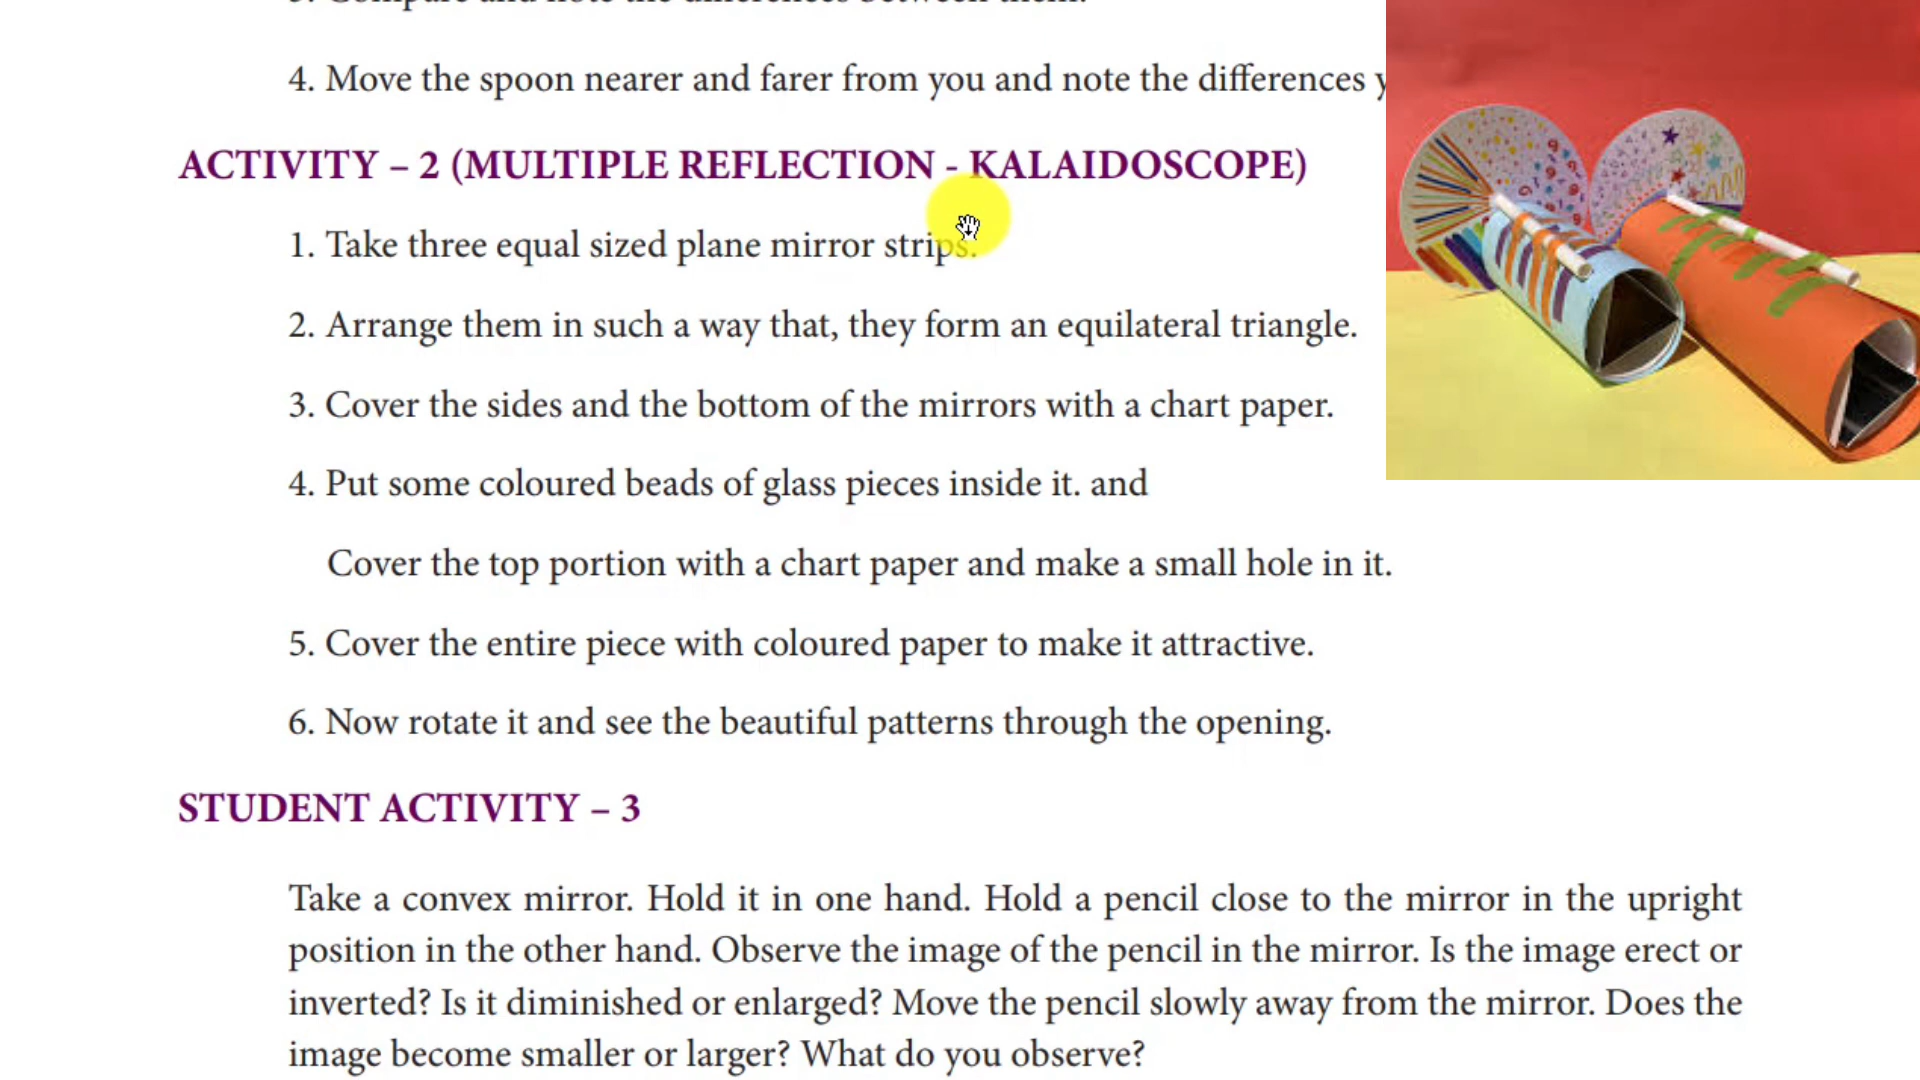 3. Compare and note the differences between them.
4. Move the spoon nearer and farer from you and note the differences
ACTIVITY – 2 (MULTIPLE REFLECTION - KALAIDOSCOPE)
1. Take three equal sized plane mirror strips.
2. Arrange them in such a way that, they form an equilateral triangle.
3. Cover the sides and the bottom of the mirrors with a chart paper.
4. Put some coloured beads of glass pieces inside it. and
Cover the top portion with a chart paper and make a small hole in it.
5. Cover the entire piece with coloured paper to make it attractive.
6. Now rotate it and see the beautiful patterns through the opening.
STUDENT ACTIVITY – 3
Take a convex mirror. Hold it in one hand. Hold a pencil close to the mirror in the upright
position in the other hand. Observe the image of the pencil in the mirror. Is the image erect or
inverted? Is it diminished or enlarged? Move the pencil slowly away from the mirror. Does the
image become smaller or larger? What do you observe?